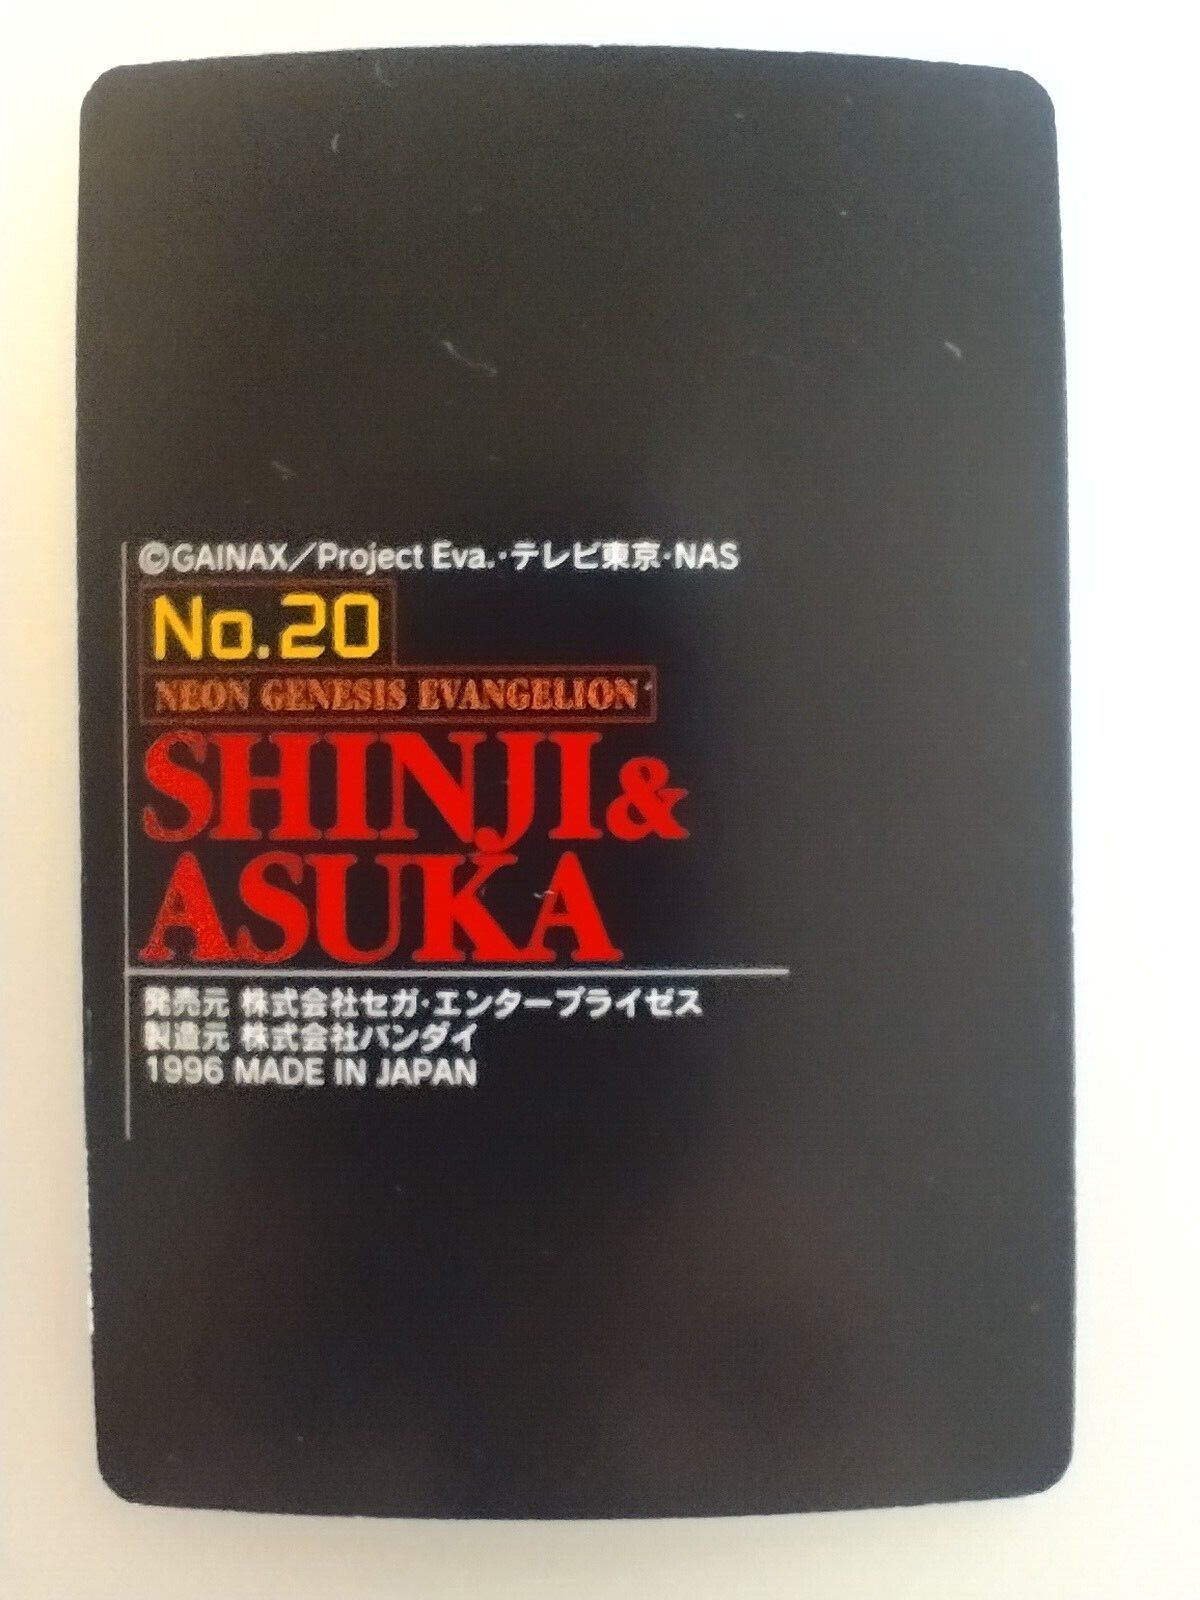 ©GAINAX／Project Eva.・テレビ東京・NAS
No.20
NEON GENESIS EVANGELION
SHINJI&
ASUKA
発売元 株式会社セガ・エンタープライゼス
製造元 株式会社バンダイ
1996 MADE IN JAPAN